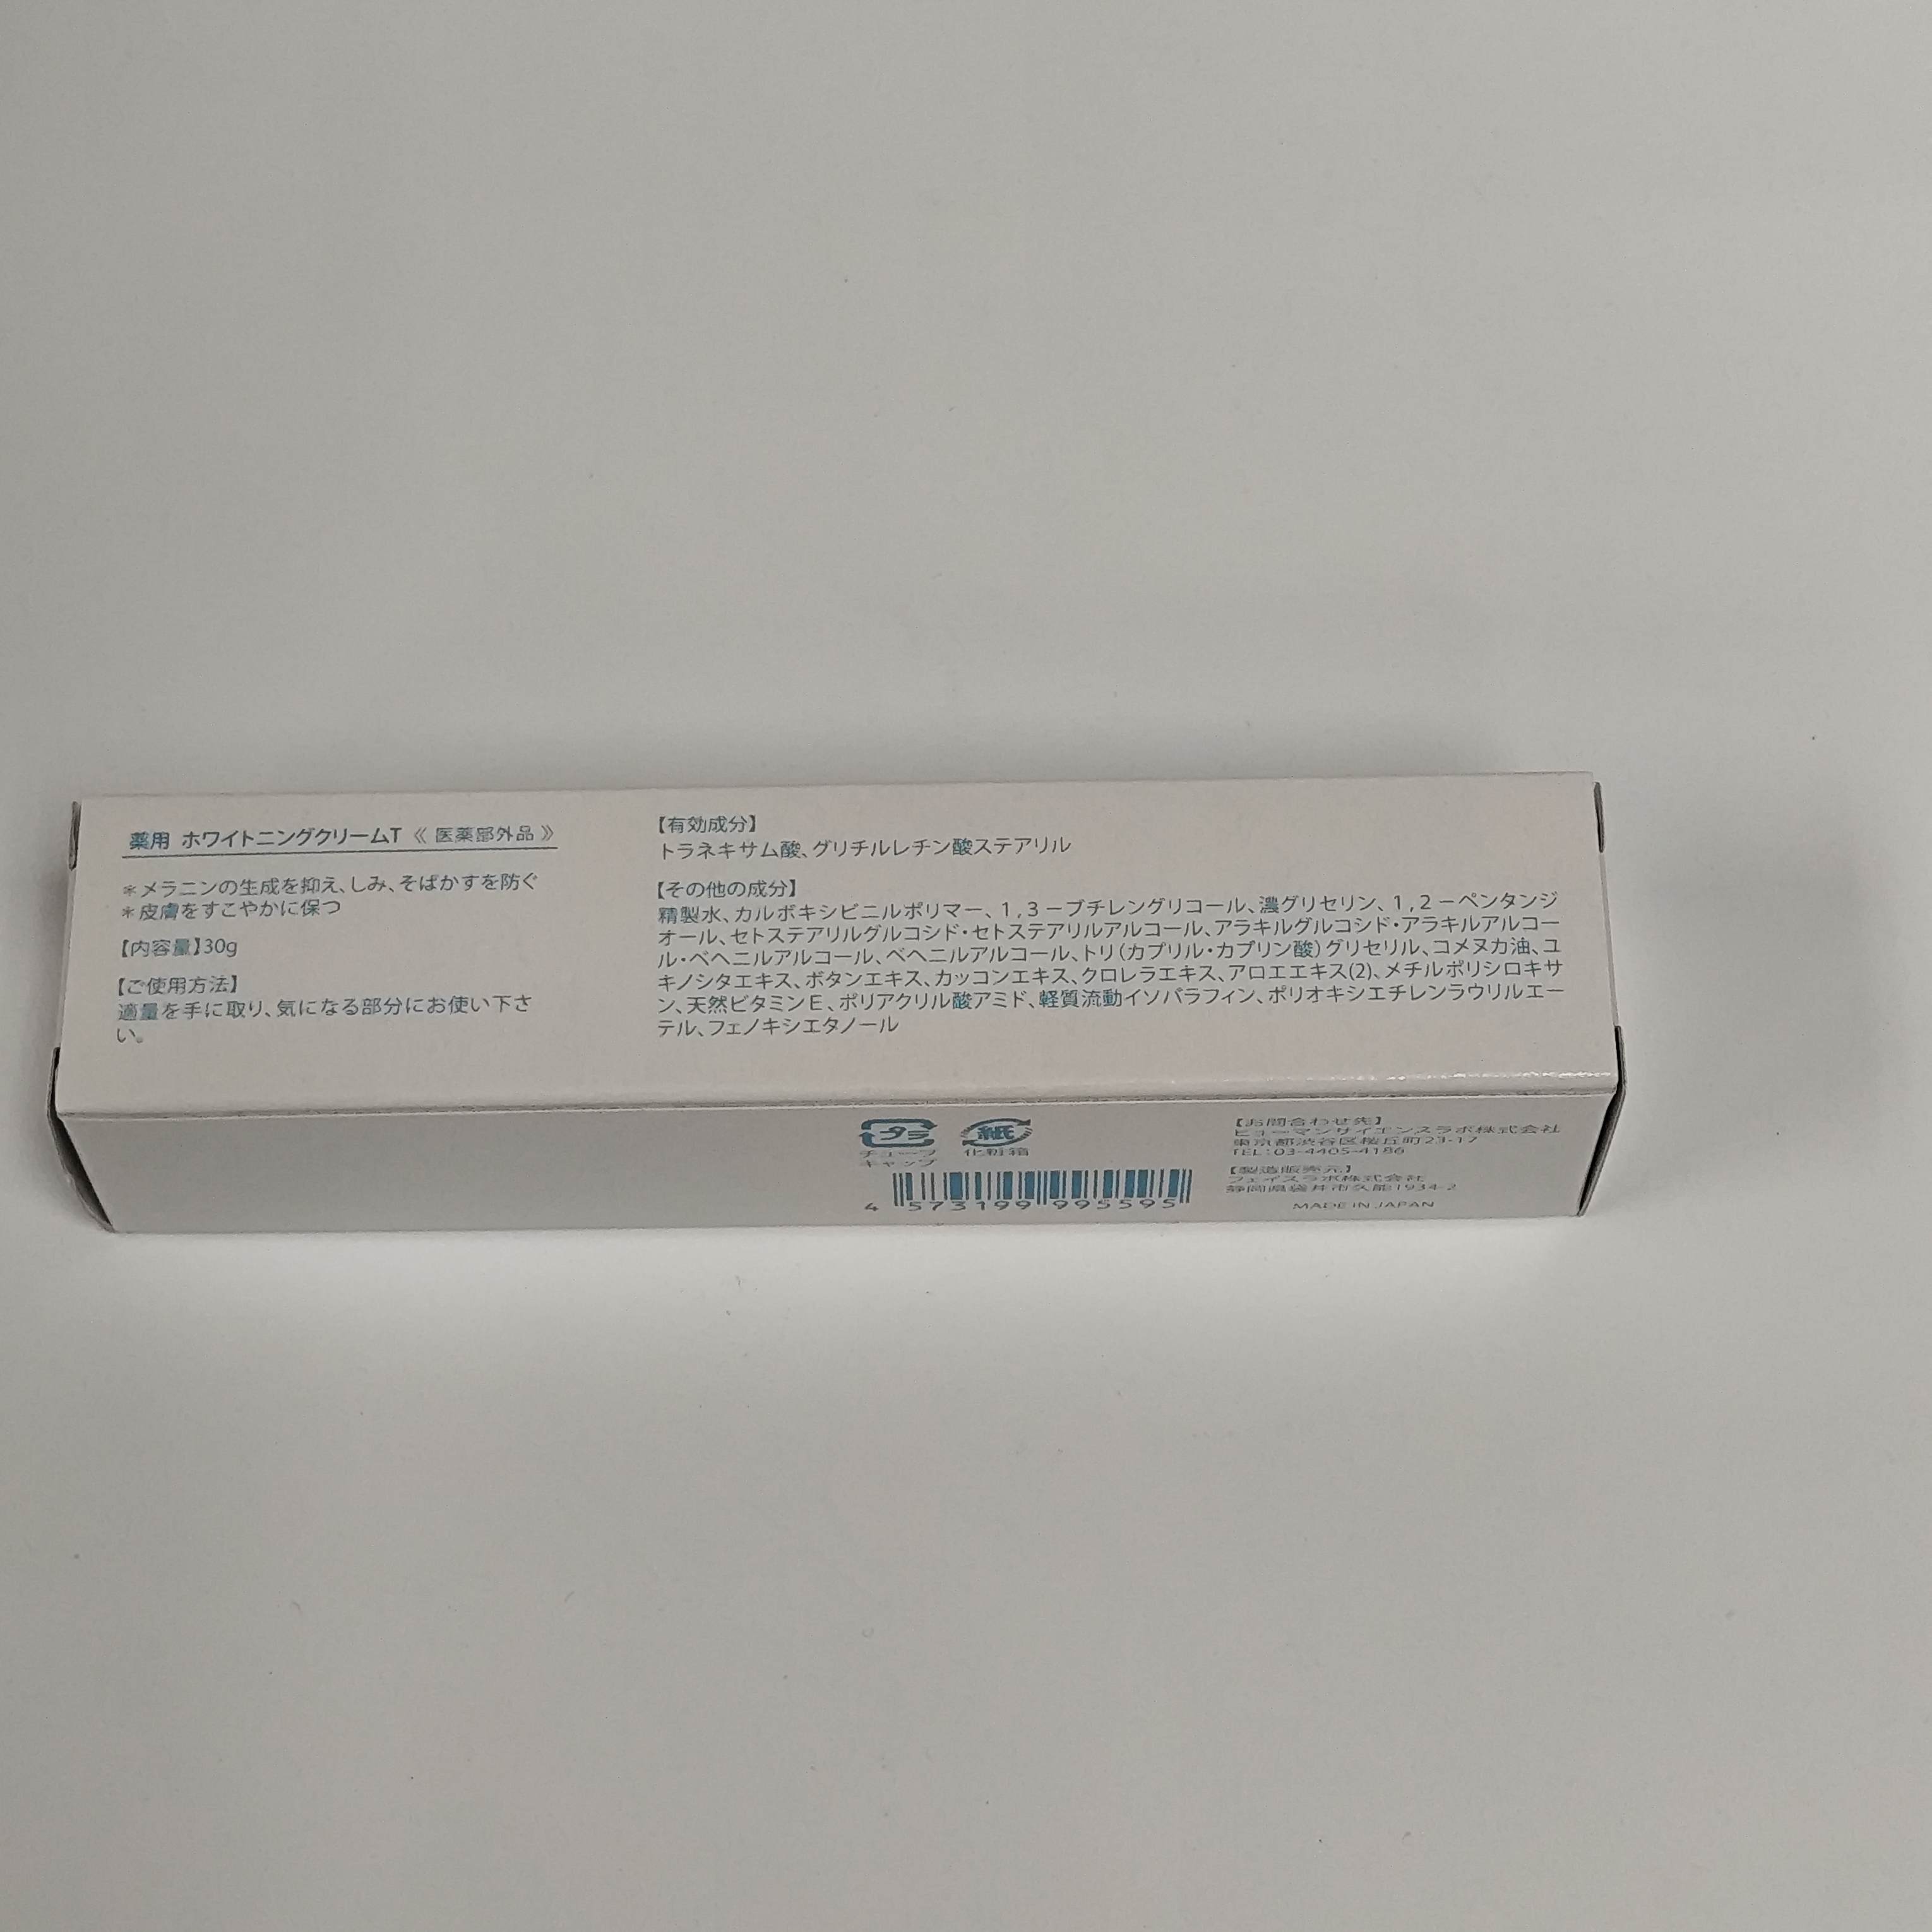 薬用 ホワイトニングクリームT 《 医薬部外品 》
＊メラニンの生成を抑え、しみ、そばかすを防ぐ
＊皮膚をすこやかに保つ
【内容量】30g
【ご使用方法】
適量を手に取り、気になる部分にお使い下さ
い。
【有効成分】
トラネキサム酸、グリチルレチン酸ステアリル
【その他の成分】
精製水、カルボキシビニルポリマー、1,3－ブチレングリコール、濃グリセリン、1,2－ペンタンジ
オール、セトステアリルグルコシド・セトステアリルアルコール、アラキルグルコシド・アラキルアルコー
ル・ベヘニルアルコール、ベヘニルアルコール、トリ（カプリル・カプリン酸）グリセリル、コメヌカ油、ユ
キノシタエキス、ボタンエキス、カッコンエキス、クロレラエキス、アロエエキス(2)、メチルポリシロキサ
ン、天然ビタミンE、ポリアクリル酸アミド、軽質流動イソパラフィン、ポリオキシエチレンラウリルエー
テル、フェノキシエタノール
プラ
チューブ
キャップ
紙
化粧箱
4 573199 995595
【お問合わせ先】
ヒューマンサイエンスラボ株式会社
東京都渋谷区桜丘町23-17
TEL：03-4405-4186
【製造販売元】
フェイスラボ株式会社
静岡県袋井市久能1934-2
MADE IN JAPAN